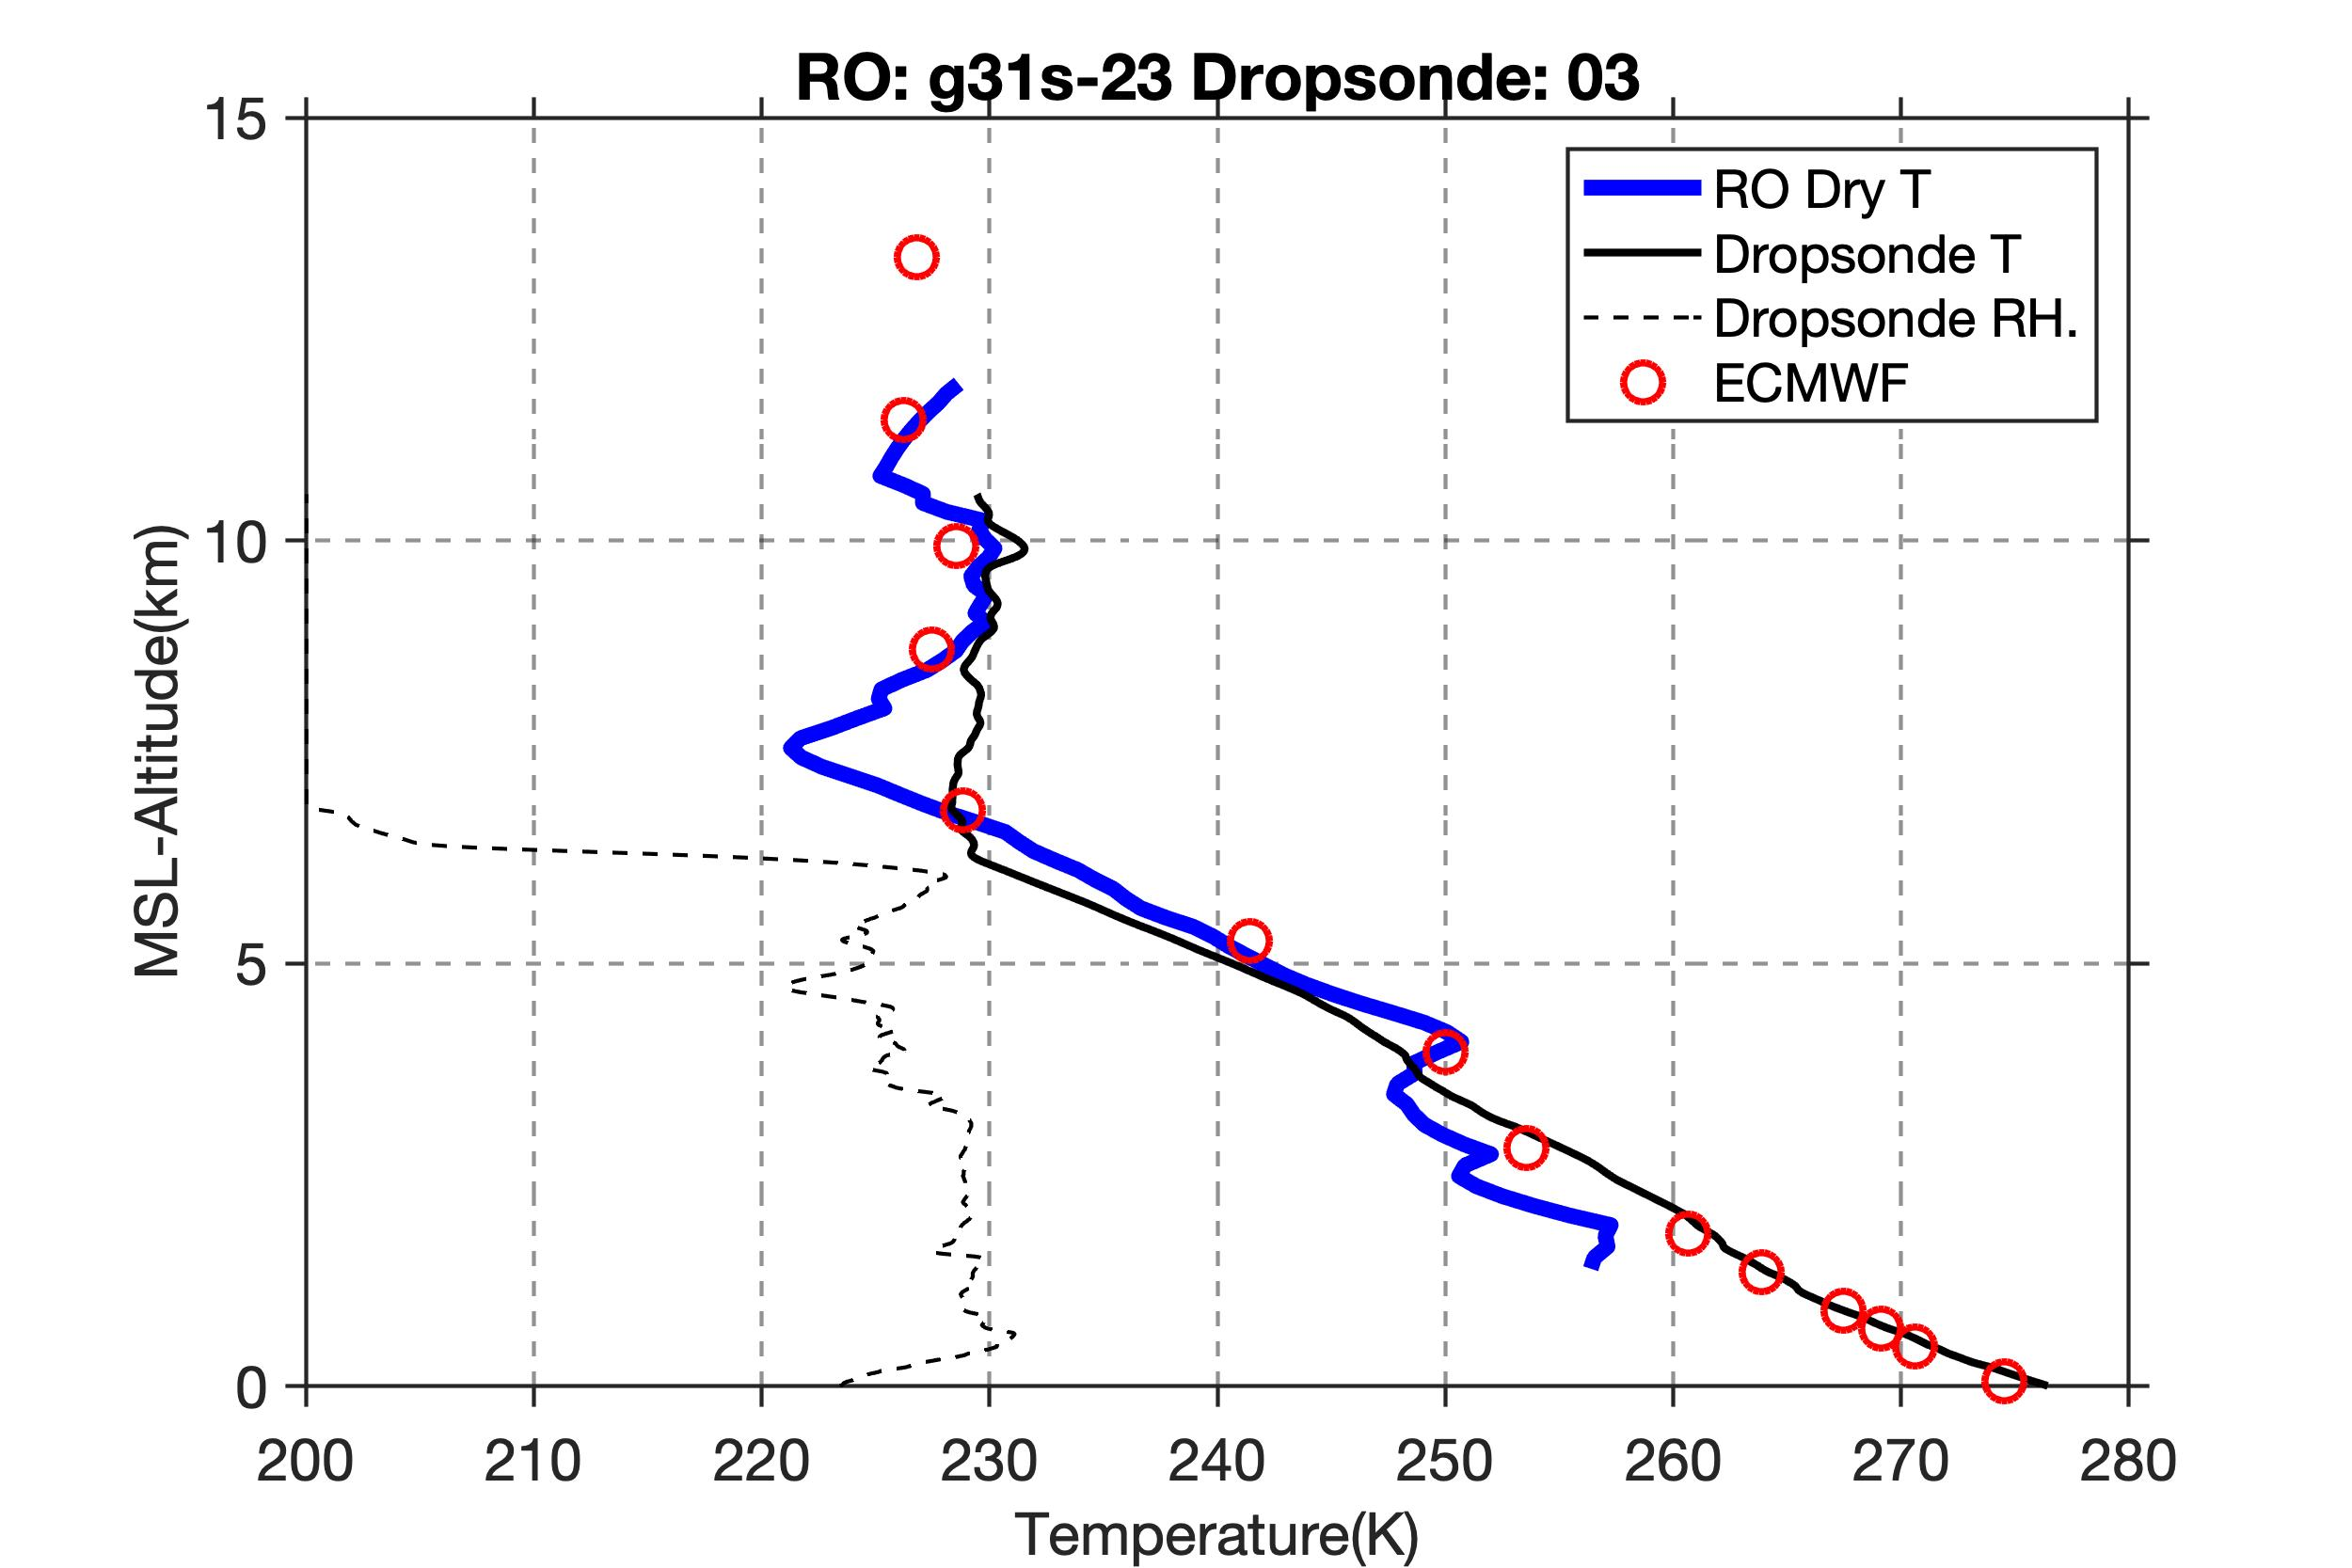 RO: g31s-23 Dropsonde: 03
15
RO Dry T
Dropsonde T
Dropsonde RH.
ECMWF
10
MSL-Altitude(km)
5
0
200 210 220 230 240 250 260 270 280
Temperature(K)